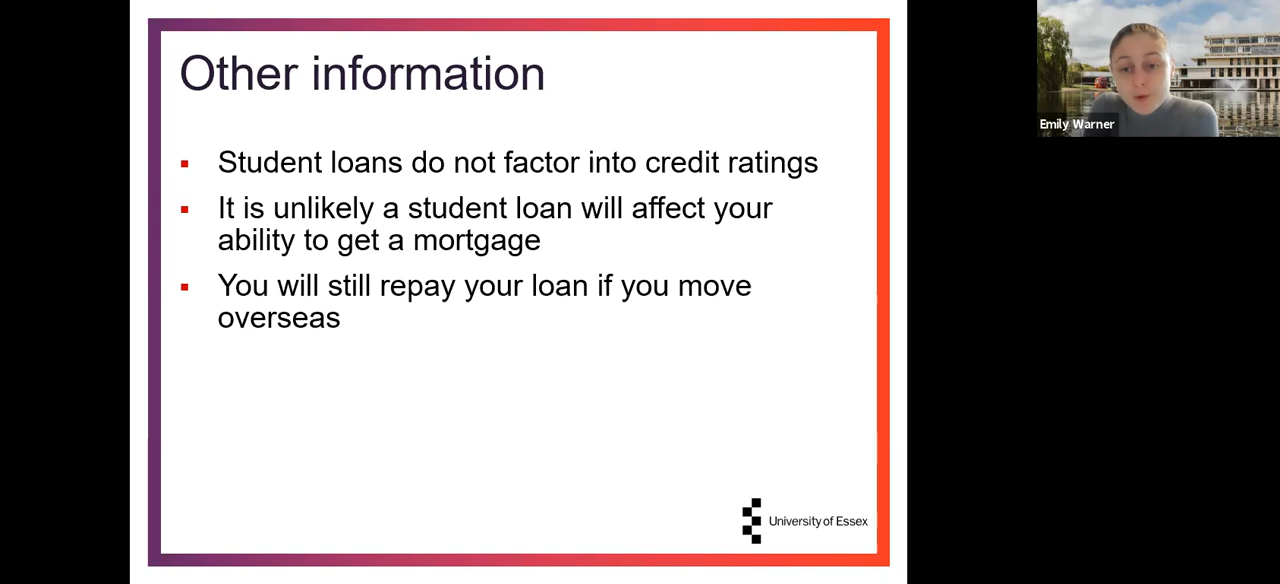 Other information
Student loans do not factor into credit ratings
It is unlikely a student loan will affect your
ability to get a mortgage
You will still repay your loan if you move
overseas
University of Essex
Emily Warner